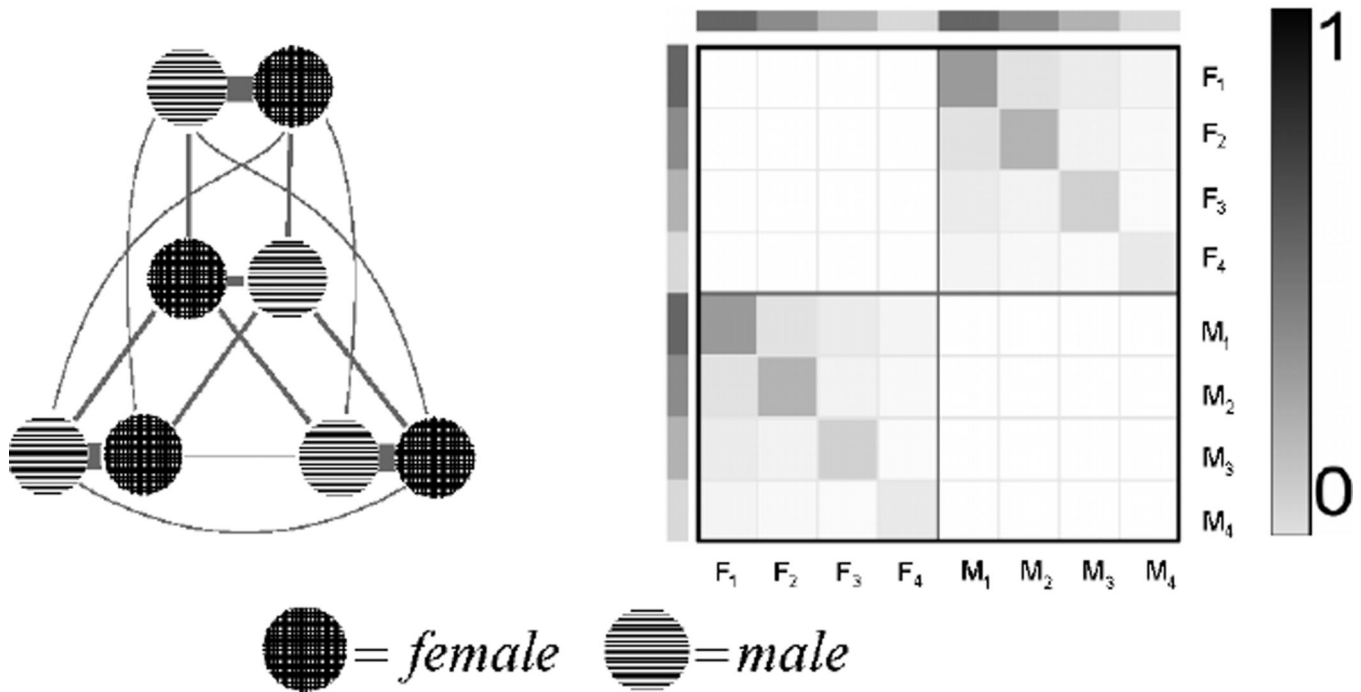 1
F1
F2
F3
F4
M1
M2
M3
M4
0
F1 F2 F3 F4 M1 M2 M3 M4
= female = male